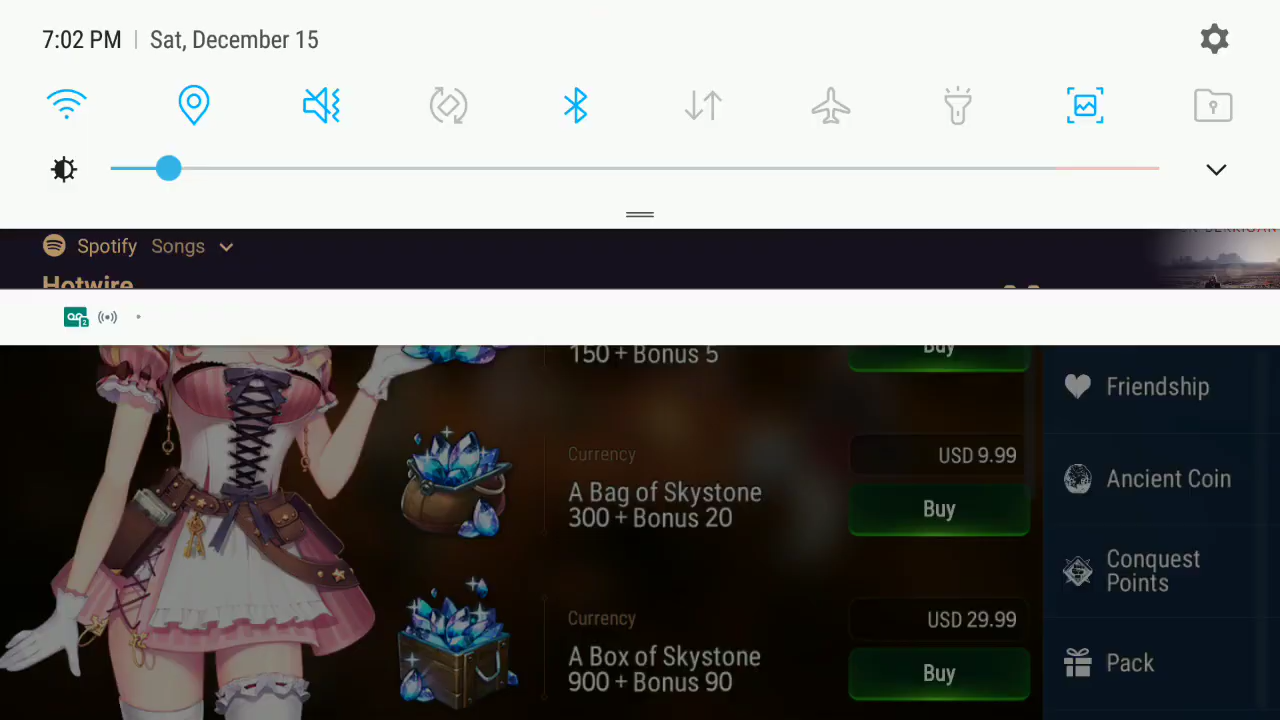 7:02 PM | Sat, December 15
Spotify Songs
Hotwire
2
150 + Bonus 5
Buy
Currency
USD 9.99
A Bag of Skystone
300 + Bonus 20
Buy
Currency
USD 29.99
A Box of Skystone
900 + Bonus 90
Buy
Friendship
Ancient Coin
Conquest
Points
Pack